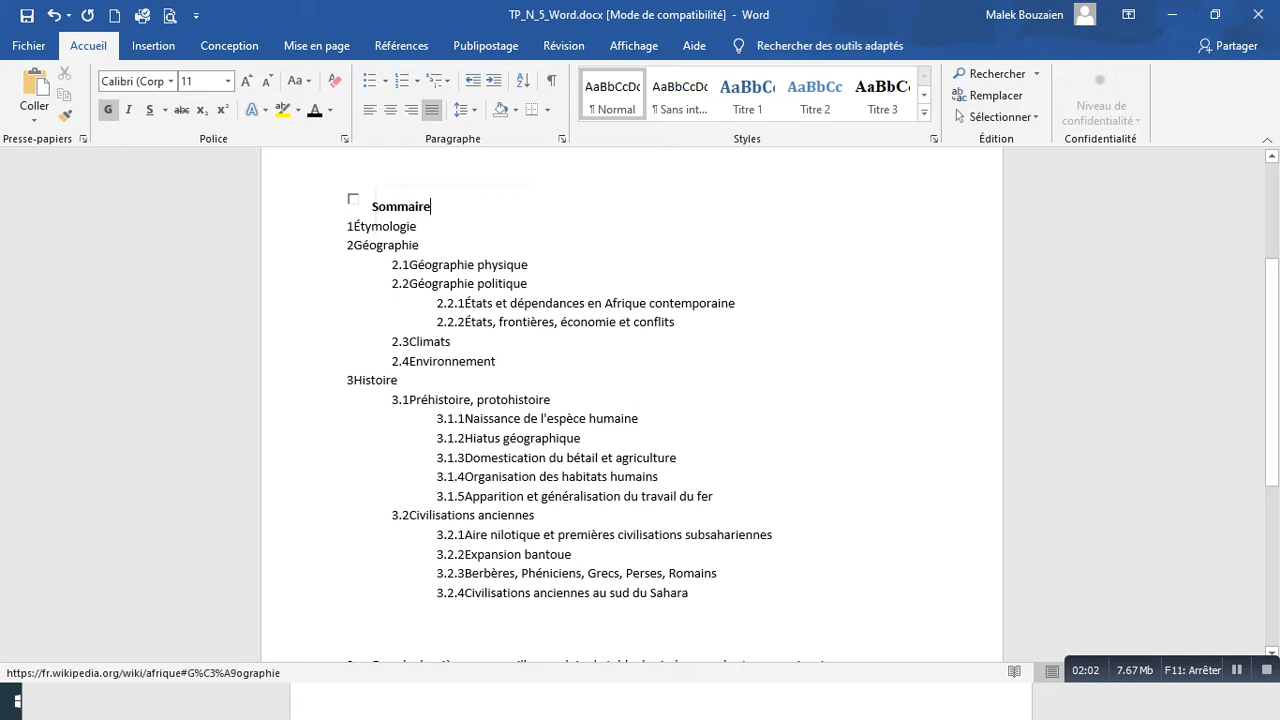 TP_N_5_Word.docx [Mode de compatibilité] - Word
Malek Bouzaien
Fichier Accueil Insertion Conception Mise en page Références Publipostage Révision Affichage Aide Rechercher des outils adaptés Partager
Coller
Calibri (Corp 11
AaBbCcDc AaBbCcDc AaBbCc AaBbCc AaBbCc
¶ Normal ¶ Sans int... Titre 1 Titre 2 Titre 3
Rechercher
Remplacer
Sélectionner
Niveau de confidentialité
Presse-papiers Police Paragraphe Styles Édition Confidentialité
Sommaire
1Étymologie
2Géographie
2.1Géographie physique
2.2Géographie politique
2.2.1États et dépendances en Afrique contemporaine
2.2.2États, frontières, économie et conflits
2.3Climats
2.4Environnement
3Histoire
3.1Préhistoire, protohistoire
3.1.1Naissance de l'espèce humaine
3.1.2Hiatus géographique
3.1.3Domestication du bétail et agriculture
3.1.4Organisation des habitats humains
3.1.5Apparition et généralisation du travail du fer
3.2Civilisations anciennes
3.2.1Aire nilotique et premières civilisations subsahariennes
3.2.2Expansion bantoue
3.2.3Berbères, Phéniciens, Grecs, Perses, Romains
3.2.4Civilisations anciennes au sud du Sahara
https://fr.wikipedia.org/wiki/afrique#G%C3%A9ographie
02:02 7.67 Mb F11: Arrêter